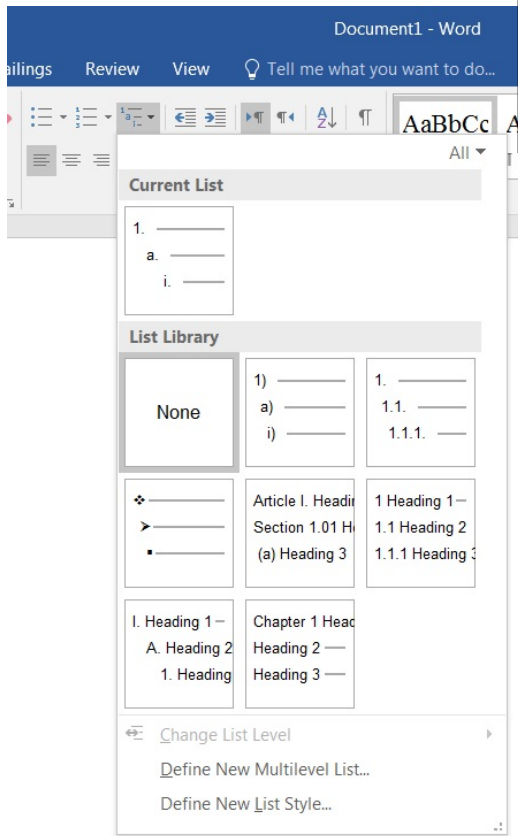 Document1 - Word
ailings Review View Tell me what you want to do...
AaBbCc A
All
Current List
1.
a.
i.
List Library
None
1)
a)
i)
1.
1.1.
1.1.1.
Article I. Headin
Section 1.01 He
(a) Heading 3
1 Heading 1
1.1 Heading 2
1.1.1 Heading 3
I. Heading 1
A. Heading 2
1. Heading
Chapter 1 Head
Heading 2
Heading 3
Change List Level
Define New Multilevel List...
Define New List Style...